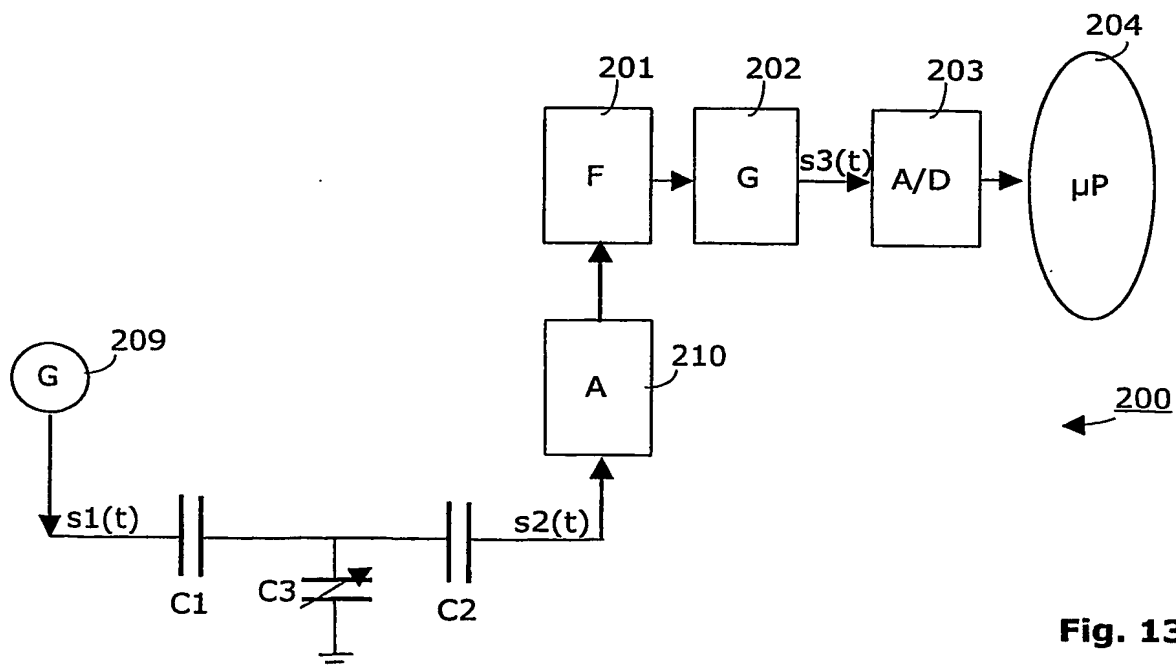 204
201
202
203
F
G
s3(t)
A/D
μP
209
G
210
A
200
s1(t)
s2(t)
C1
C3
C2
Fig. 13